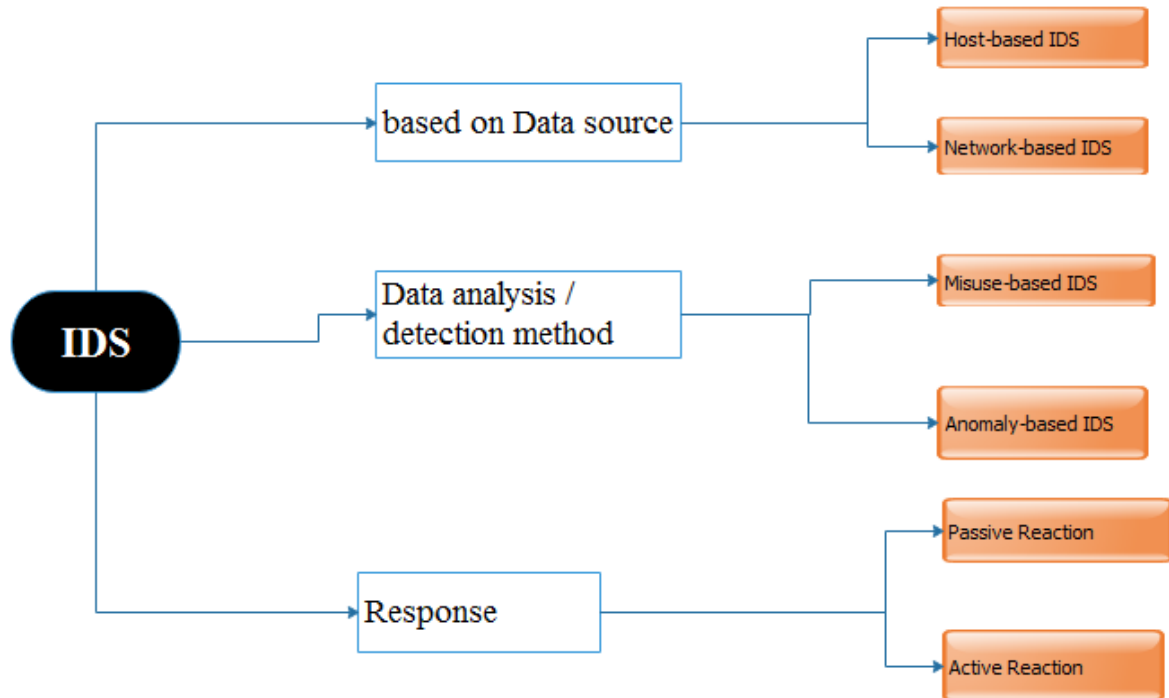 Host-based IDS
based on Data source
Network-based IDS
Data analysis /
detection method
Misuse-based IDS
IDS
Anomaly-based IDS
Passive Reaction
Response
Active Reaction